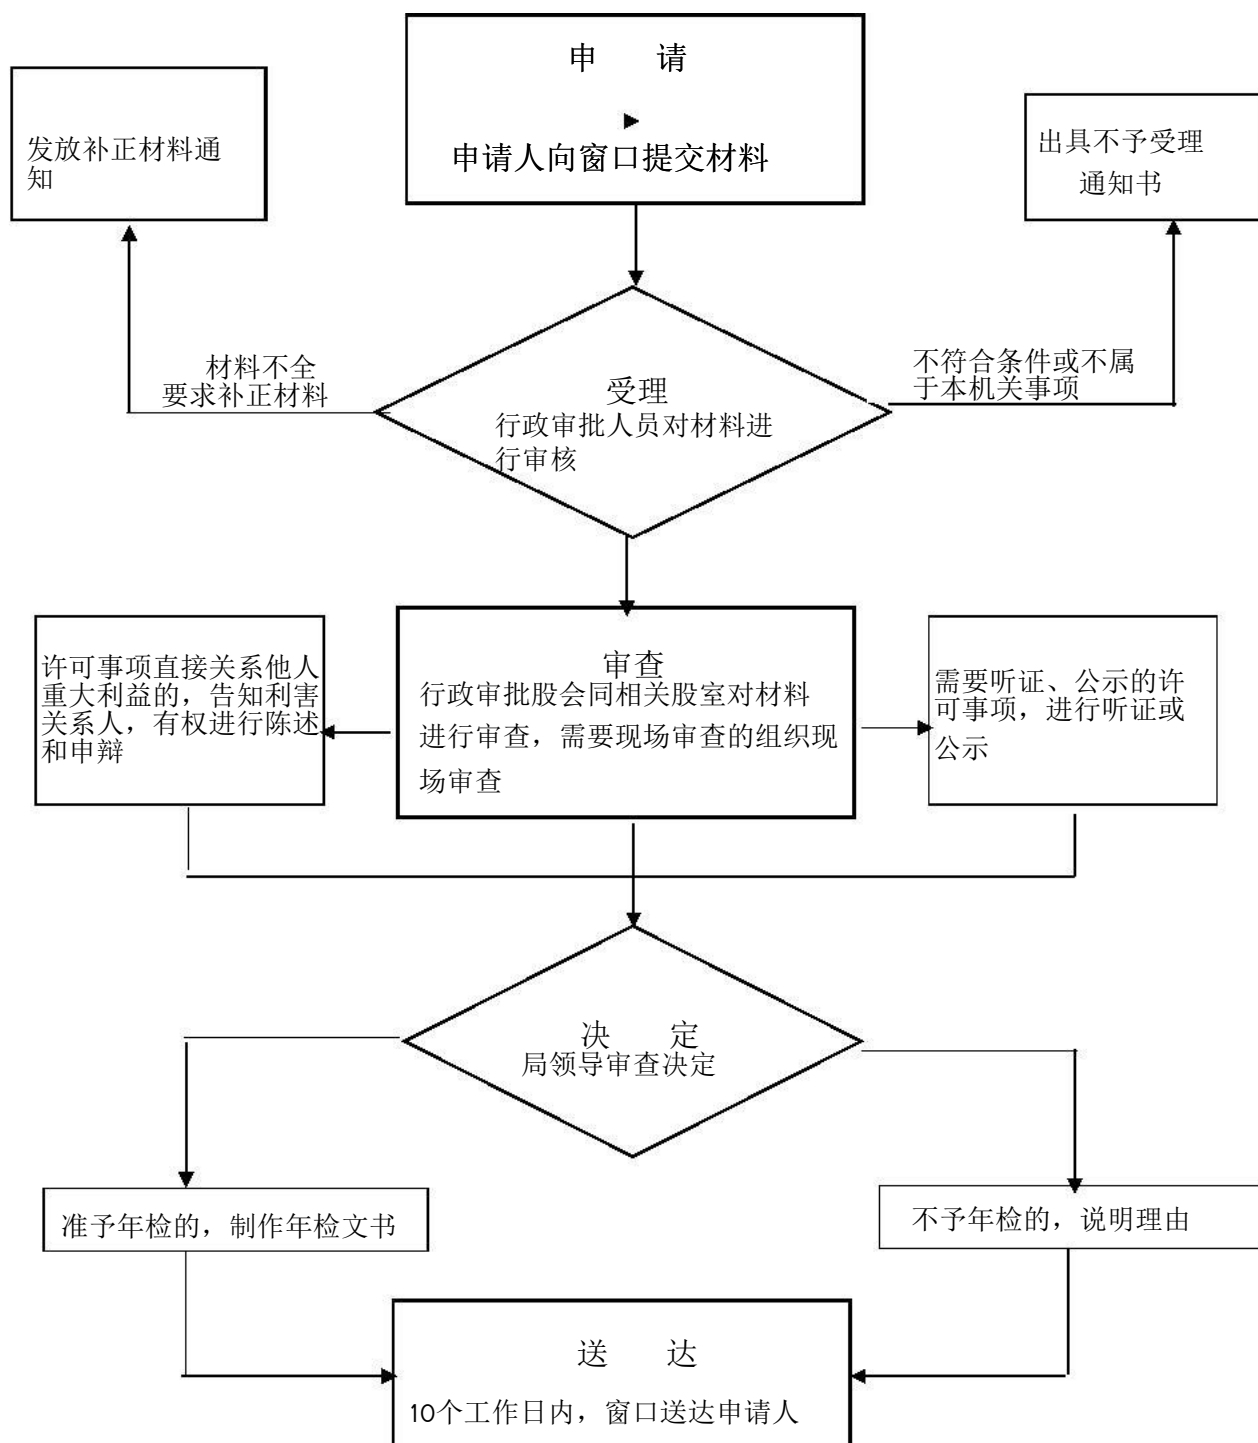 申 请
申请人向窗口提交材料
发放补正材料通
知
出具不予受理
通知书
材料不全
要求补正材料
不符合条件或不属
于本机关事项
受理
行政审批人员对材料进
行审核
许可事项直接关系他人
重大利益的，告知利害
关系人，有权进行陈述
和申辩
审查
行政审批股会同相关股室对材料
进行审查，需要现场审查的组织现
场审查
需要听证、公示的许
可事项，进行听证或
公示
决 定
局领导审查决定
准予年检的，制作年检文书
不予年检的，说明理由
送 达
10个工作日内，窗口送达申请人